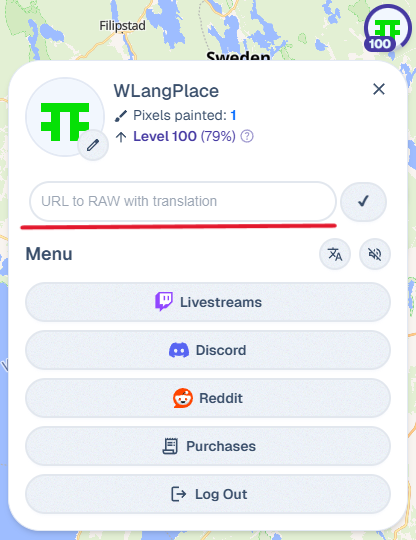 Filipstad
Sweden
100
WLangPlace
Pixels painted: 1
Level 100 (79%)
URL to RAW with translation
Menu
Livestreams
Discord
Reddit
Purchases
Log Out